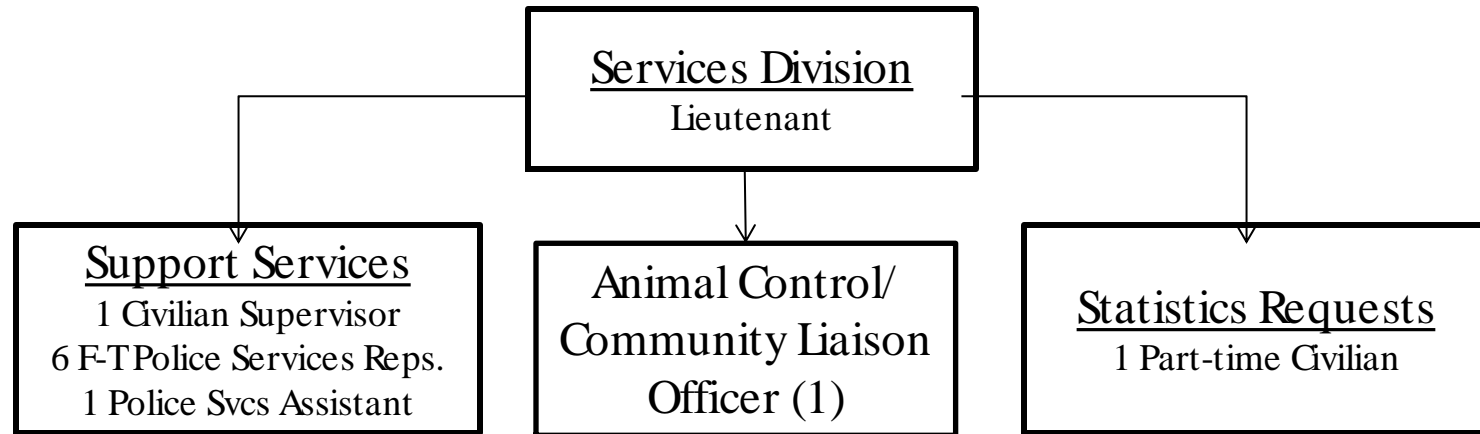 Services Division
Lieutenant
Support Services
1 Civilian Supervisor
6 F-T Police Services Reps.
1 Police Svcs Assistant
Animal Control/
Community Liaison
Officer (1)
Statistics Requests
1 Part-time Civilian